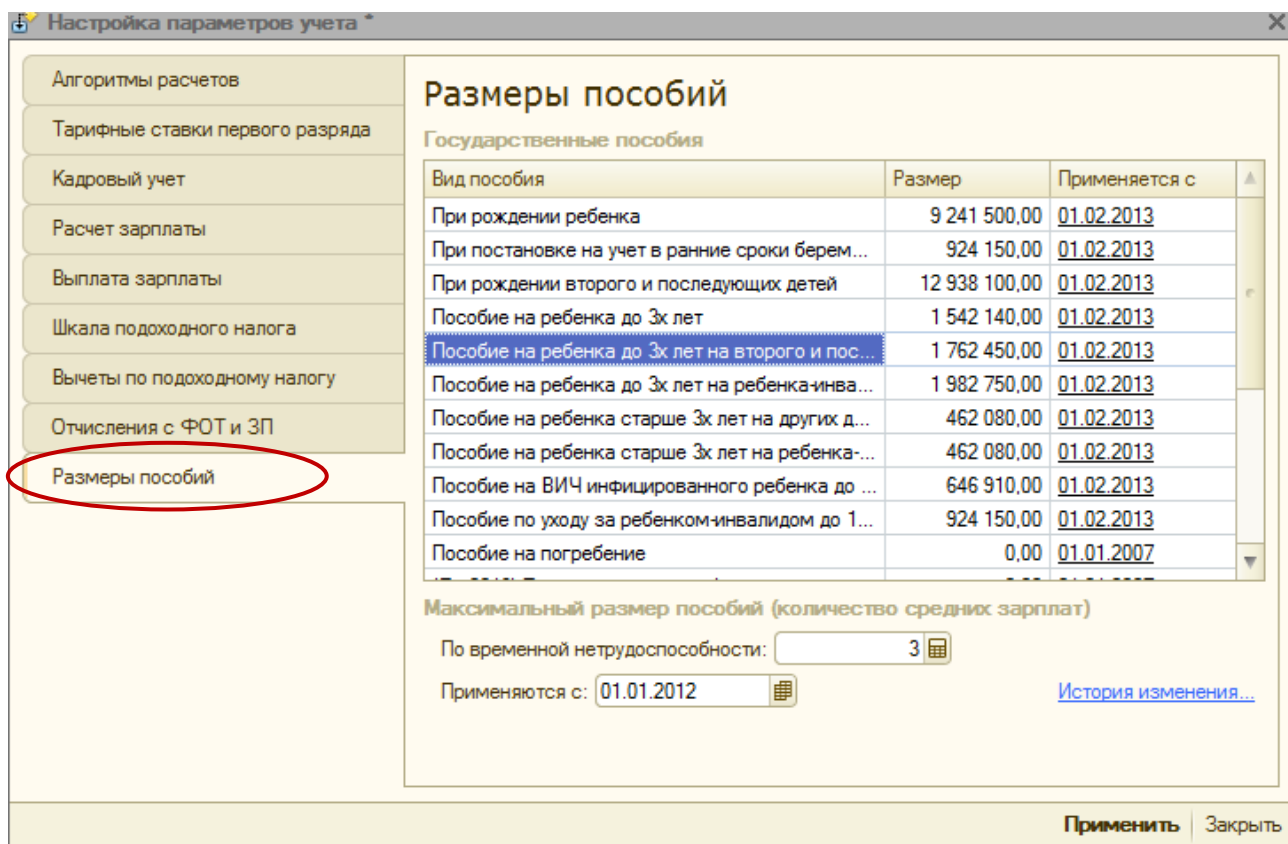 Настройка параметров учета *
Алгоритмы расчетов
Тарифные ставки первого разряда
Кадровый учет
Расчет зарплаты
Выплата зарплаты
Шкала подоходного налога
Вычеты по подоходному налогу
Отчисления с ФОТ и ЗП
Размеры пособий
Размеры пособий
Государственные пособия
Вид пособия Размер Применяется с
При рождении ребенка 9 241 500,00 01.02.2013
При постановке на учет в ранние сроки берем... 924 150,00 01.02.2013
При рождении второго и последующих детей 12 938 100,00 01.02.2013
Пособие на ребенка до 3х лет 1 542 140,00 01.02.2013
Пособие на ребенка до 3х лет на второго и пос... 1 762 450,00 01.02.2013
Пособие на ребенка до 3х лет на ребенка-инва... 1 982 750,00 01.02.2013
Пособие на ребенка старше 3х лет на других д... 462 080,00 01.02.2013
Пособие на ребенка старше 3х лет на ребенка-... 462 080,00 01.02.2013
Пособие на ВИЧ инфицированного ребенка до ... 646 910,00 01.02.2013
Пособие по уходу за ребенком-инвалидом до 1... 924 150,00 01.02.2013
Пособие на погребение 0,00 01.01.2007
Максимальный размер пособий (количество средних зарплат)
По временной нетрудоспособности: 3
Применяются с: 01.01.2012 История изменения...
Применить Закрыть